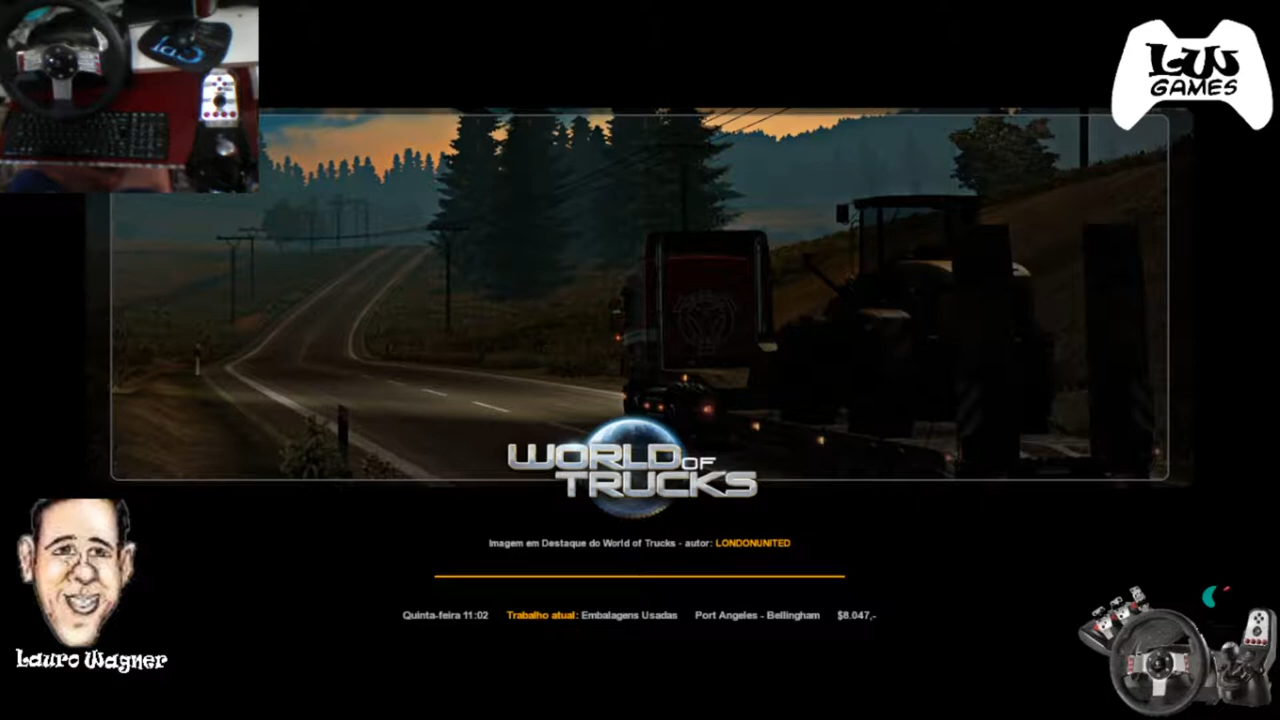 LW
GAMES
WORLD OF
TRUCKS
Imagem em Destaque do World of Trucks - autor: LONDONUNITED
Quinta-feira 11:02 Trabalho atual: Embalagens Usadas Port Angeles - Bellingham $8.047,-
Lauro Wagner